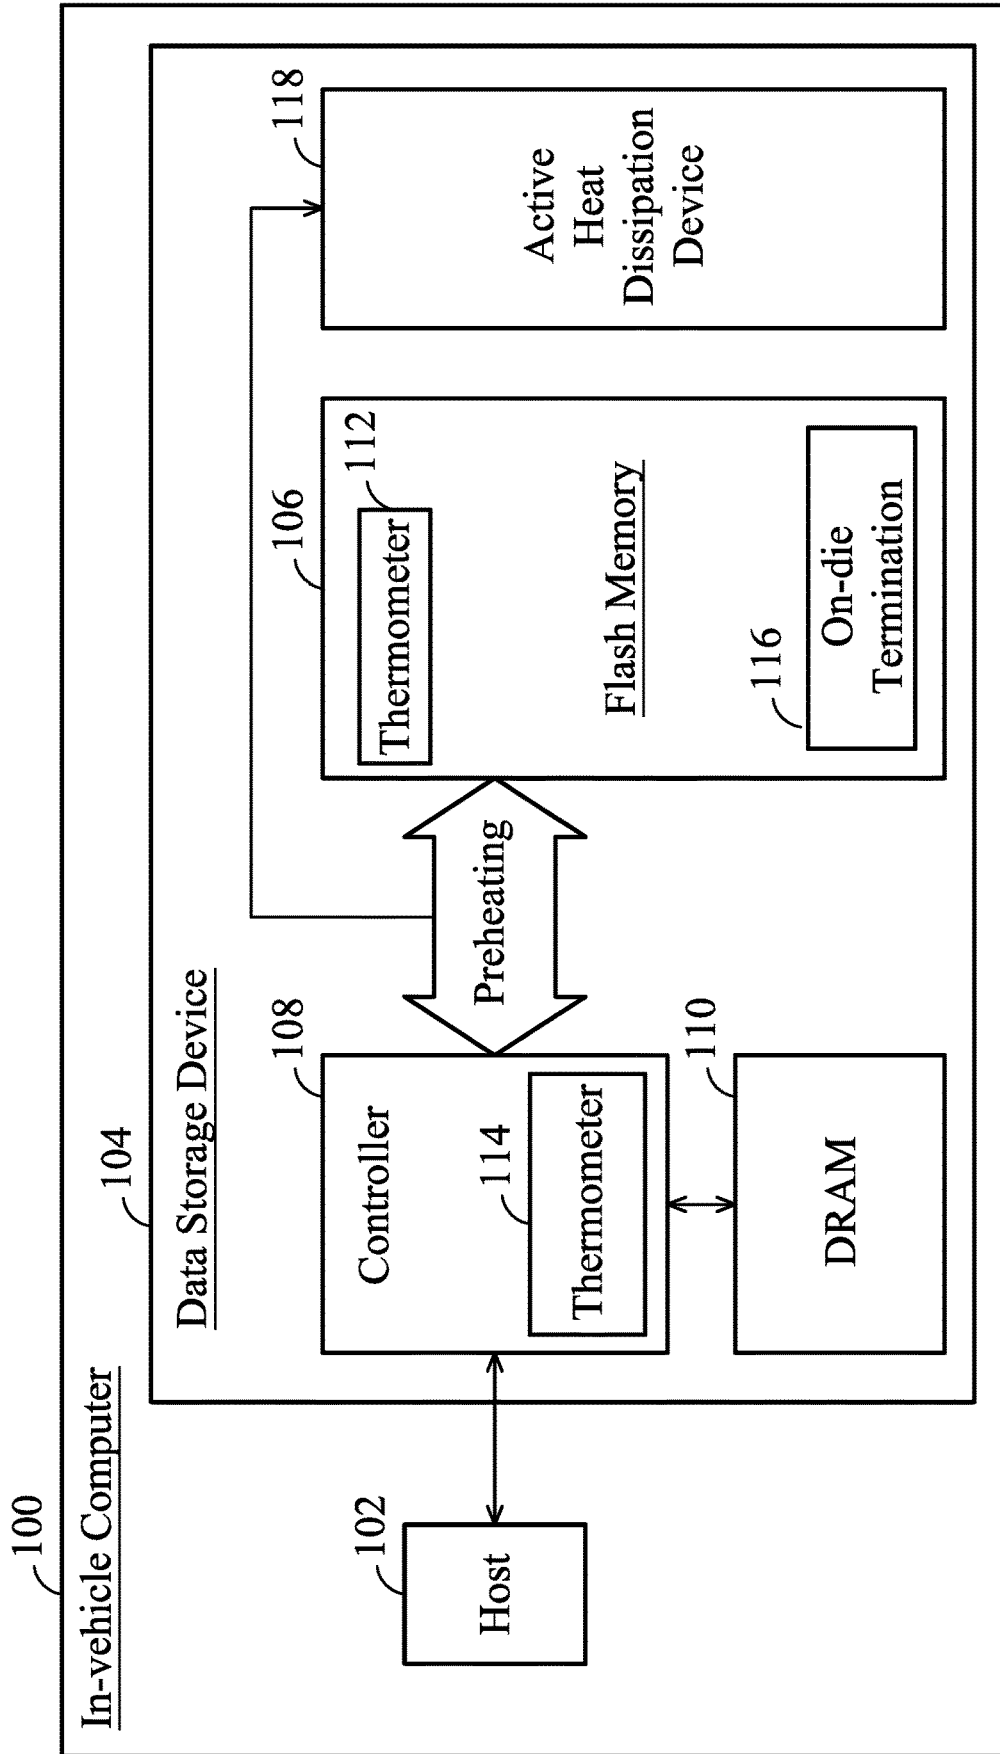 100
In-vehicle Computer
104
Data Storage Device
102
Host
108
Controller
114
Thermometer
110
DRAM
Preheating
106
112
Thermometer
Flash Memory
116
On-die
Termination
118
Active
Heat
Dissipation
Device